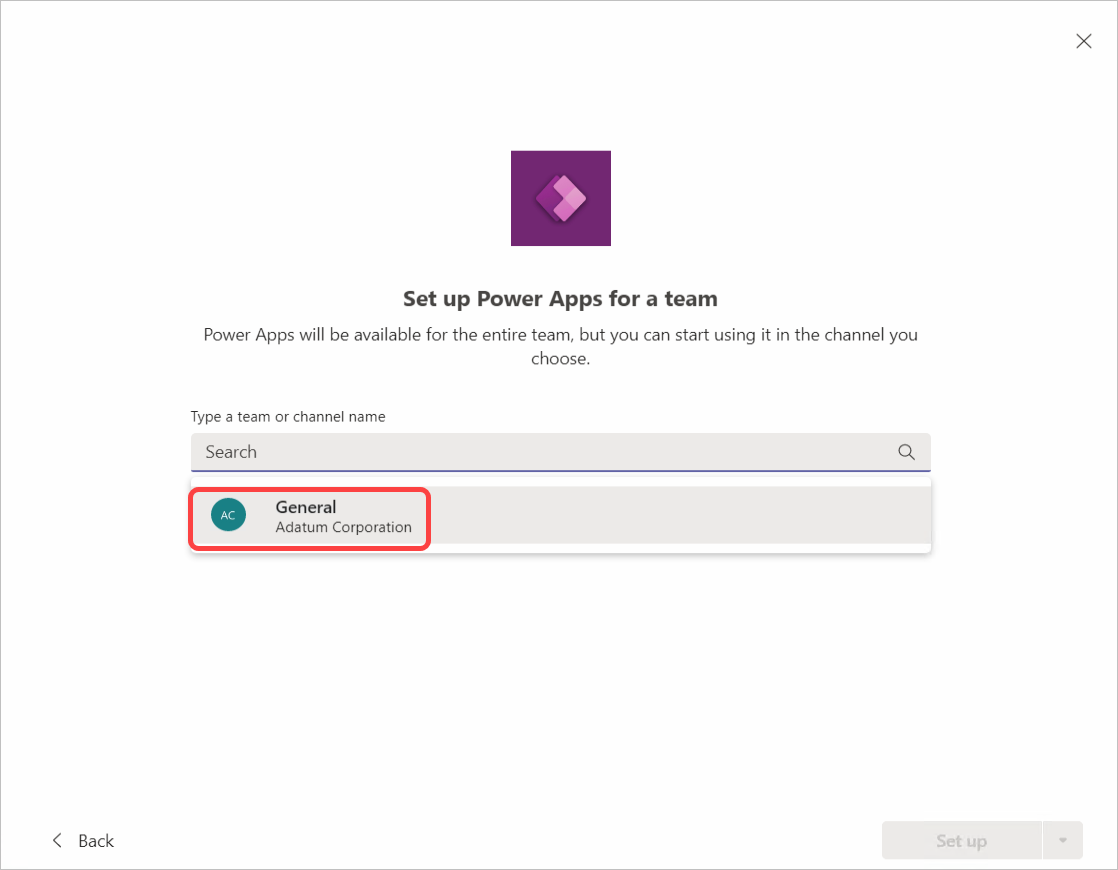 Set up Power Apps for a team
Power Apps will be available for the entire team, but you can start using it in the channel you
choose.
Type a team or channel name
Search
AC
General
Adatum Corporation
Back
Set up